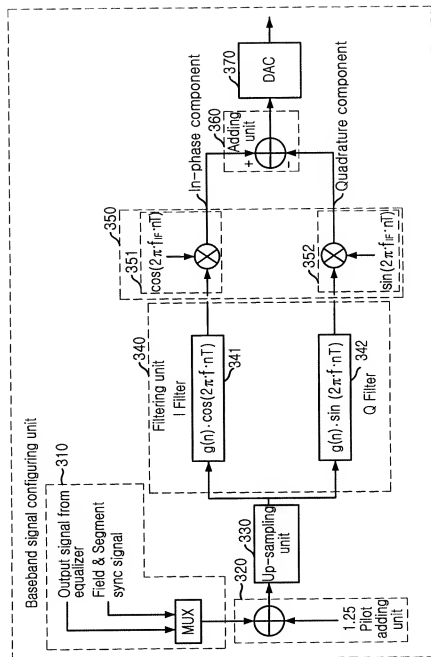 Baseband signal configuring unit
310
Output signal from
equalizer
Field & Segment
sync signal
MUX
320
1.25
Pilot adding
unit
330
Up-sampling
unit
340
Filtering unit
I Filter
g(n)·cos(2π·f·nT)
341
g(n)·sin (2π·f·nT)
342
Q Filter
350
351
cos(2π·fIF·nT)
352
sin(2π·fIF·nT)
In-phase component
360
Adding
unit
+
-
Quadrature component
370
DAC